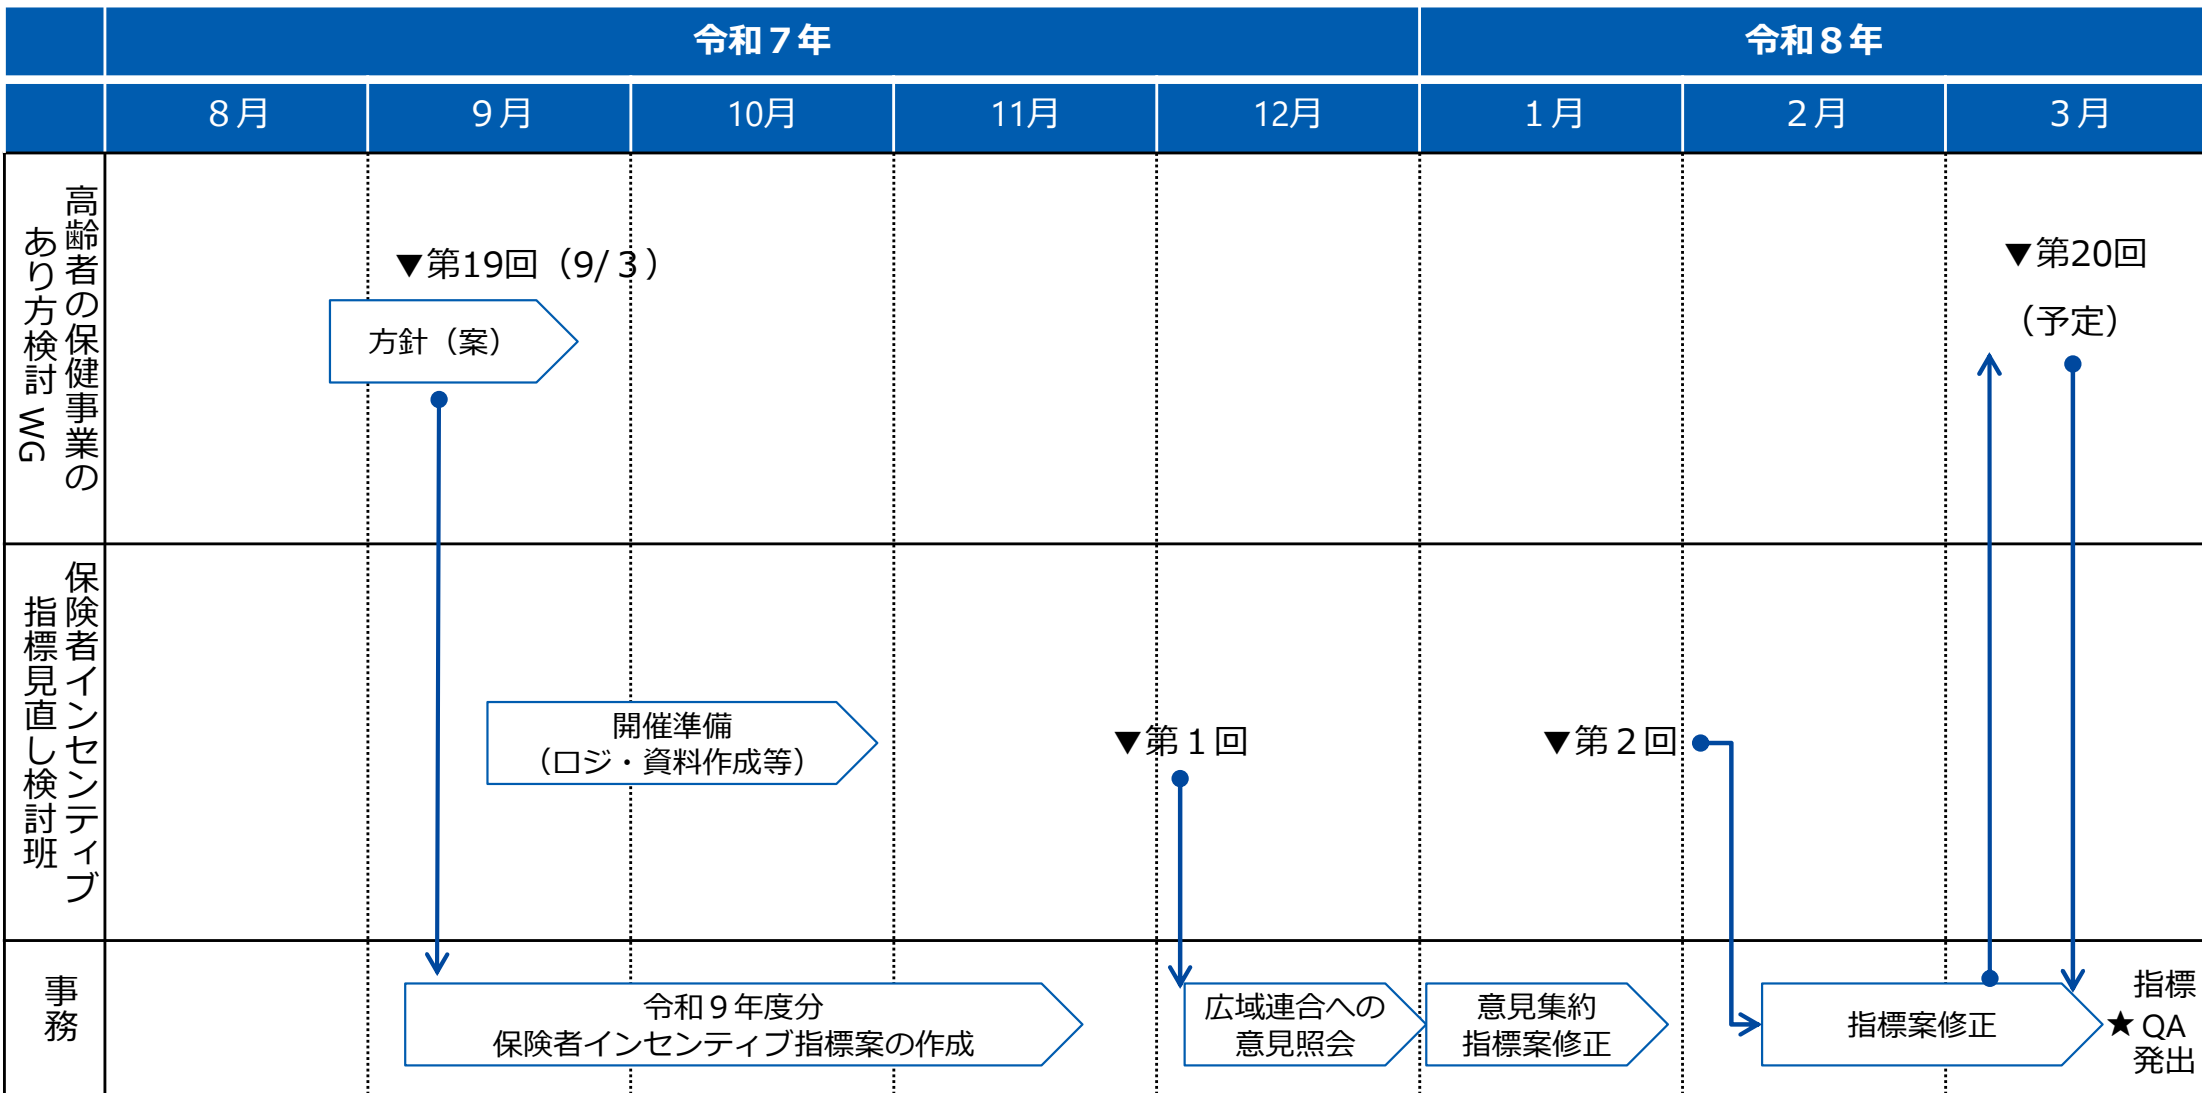 令和７年
令和８年
８月
９月
10月
11月
12月
１月
２月
３月
高齢者の保健事業の
あり方検討 WG
▼第19回（9/３）
方針（案）
▼第20回
（予定）
保険者インセンティブ
指標見直し検討班
開催準備
（ロジ・資料作成等）
▼第１回
▼第２回
事務
令和９年度分
保険者インセンティブ指標案の作成
広域連合への
意見照会
意見集約
指標案修正
指標案修正
指標
★QA
発出